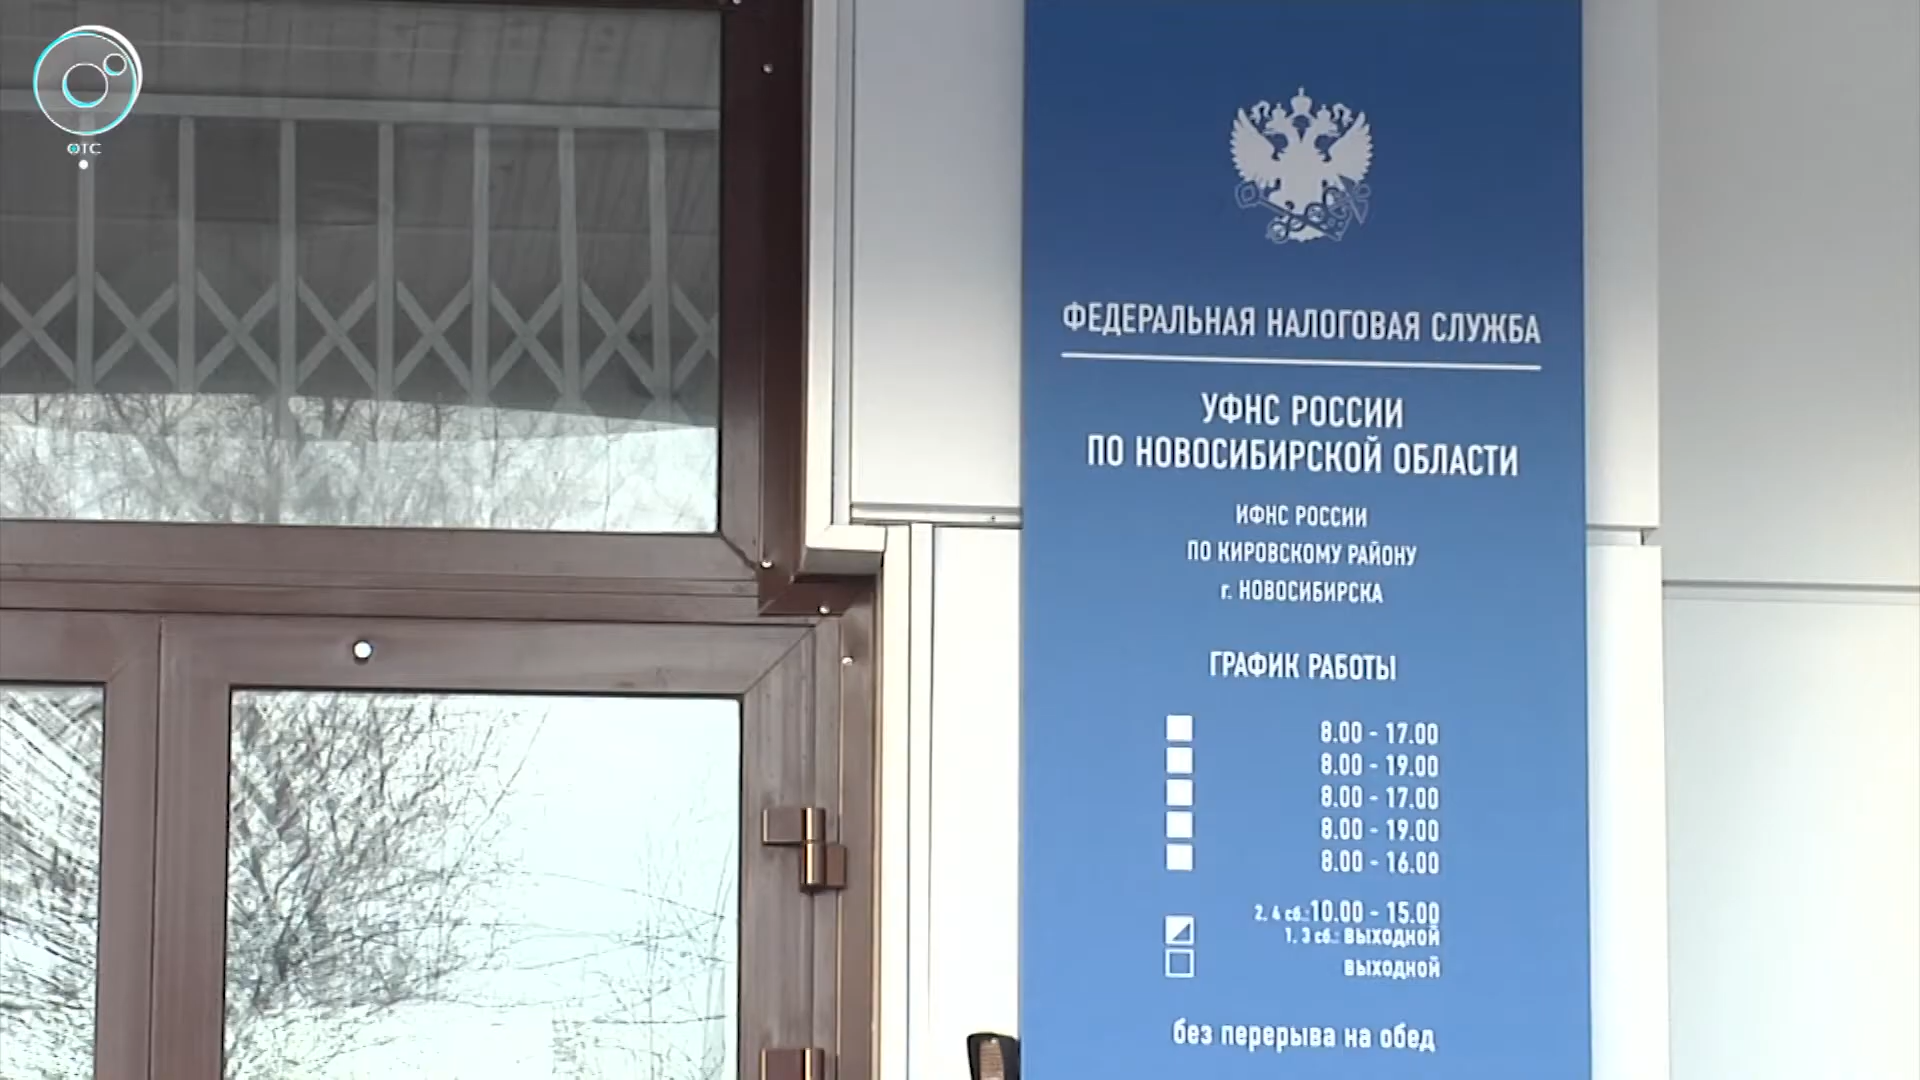 ОТС
ФЕДЕРАЛЬНАЯ НАЛОГОВАЯ СЛУЖБА
УФНС РОССИИ
ПО НОВОСИБИРСКОЙ ОБЛАСТИ
ИФНС РОССИИ
ПО КИРОВСКОМУ РАЙОНУ
г. НОВОСИБИРСКА
ГРАФИК РАБОТЫ
8.00 - 17.00
8.00 - 19.00
8.00 - 17.00
8.00 - 19.00
8.00 - 16.00
2, 4 сб.: 10.00 - 15.00
1, 3 сб.: выходной
выходной
без перерыва на обед